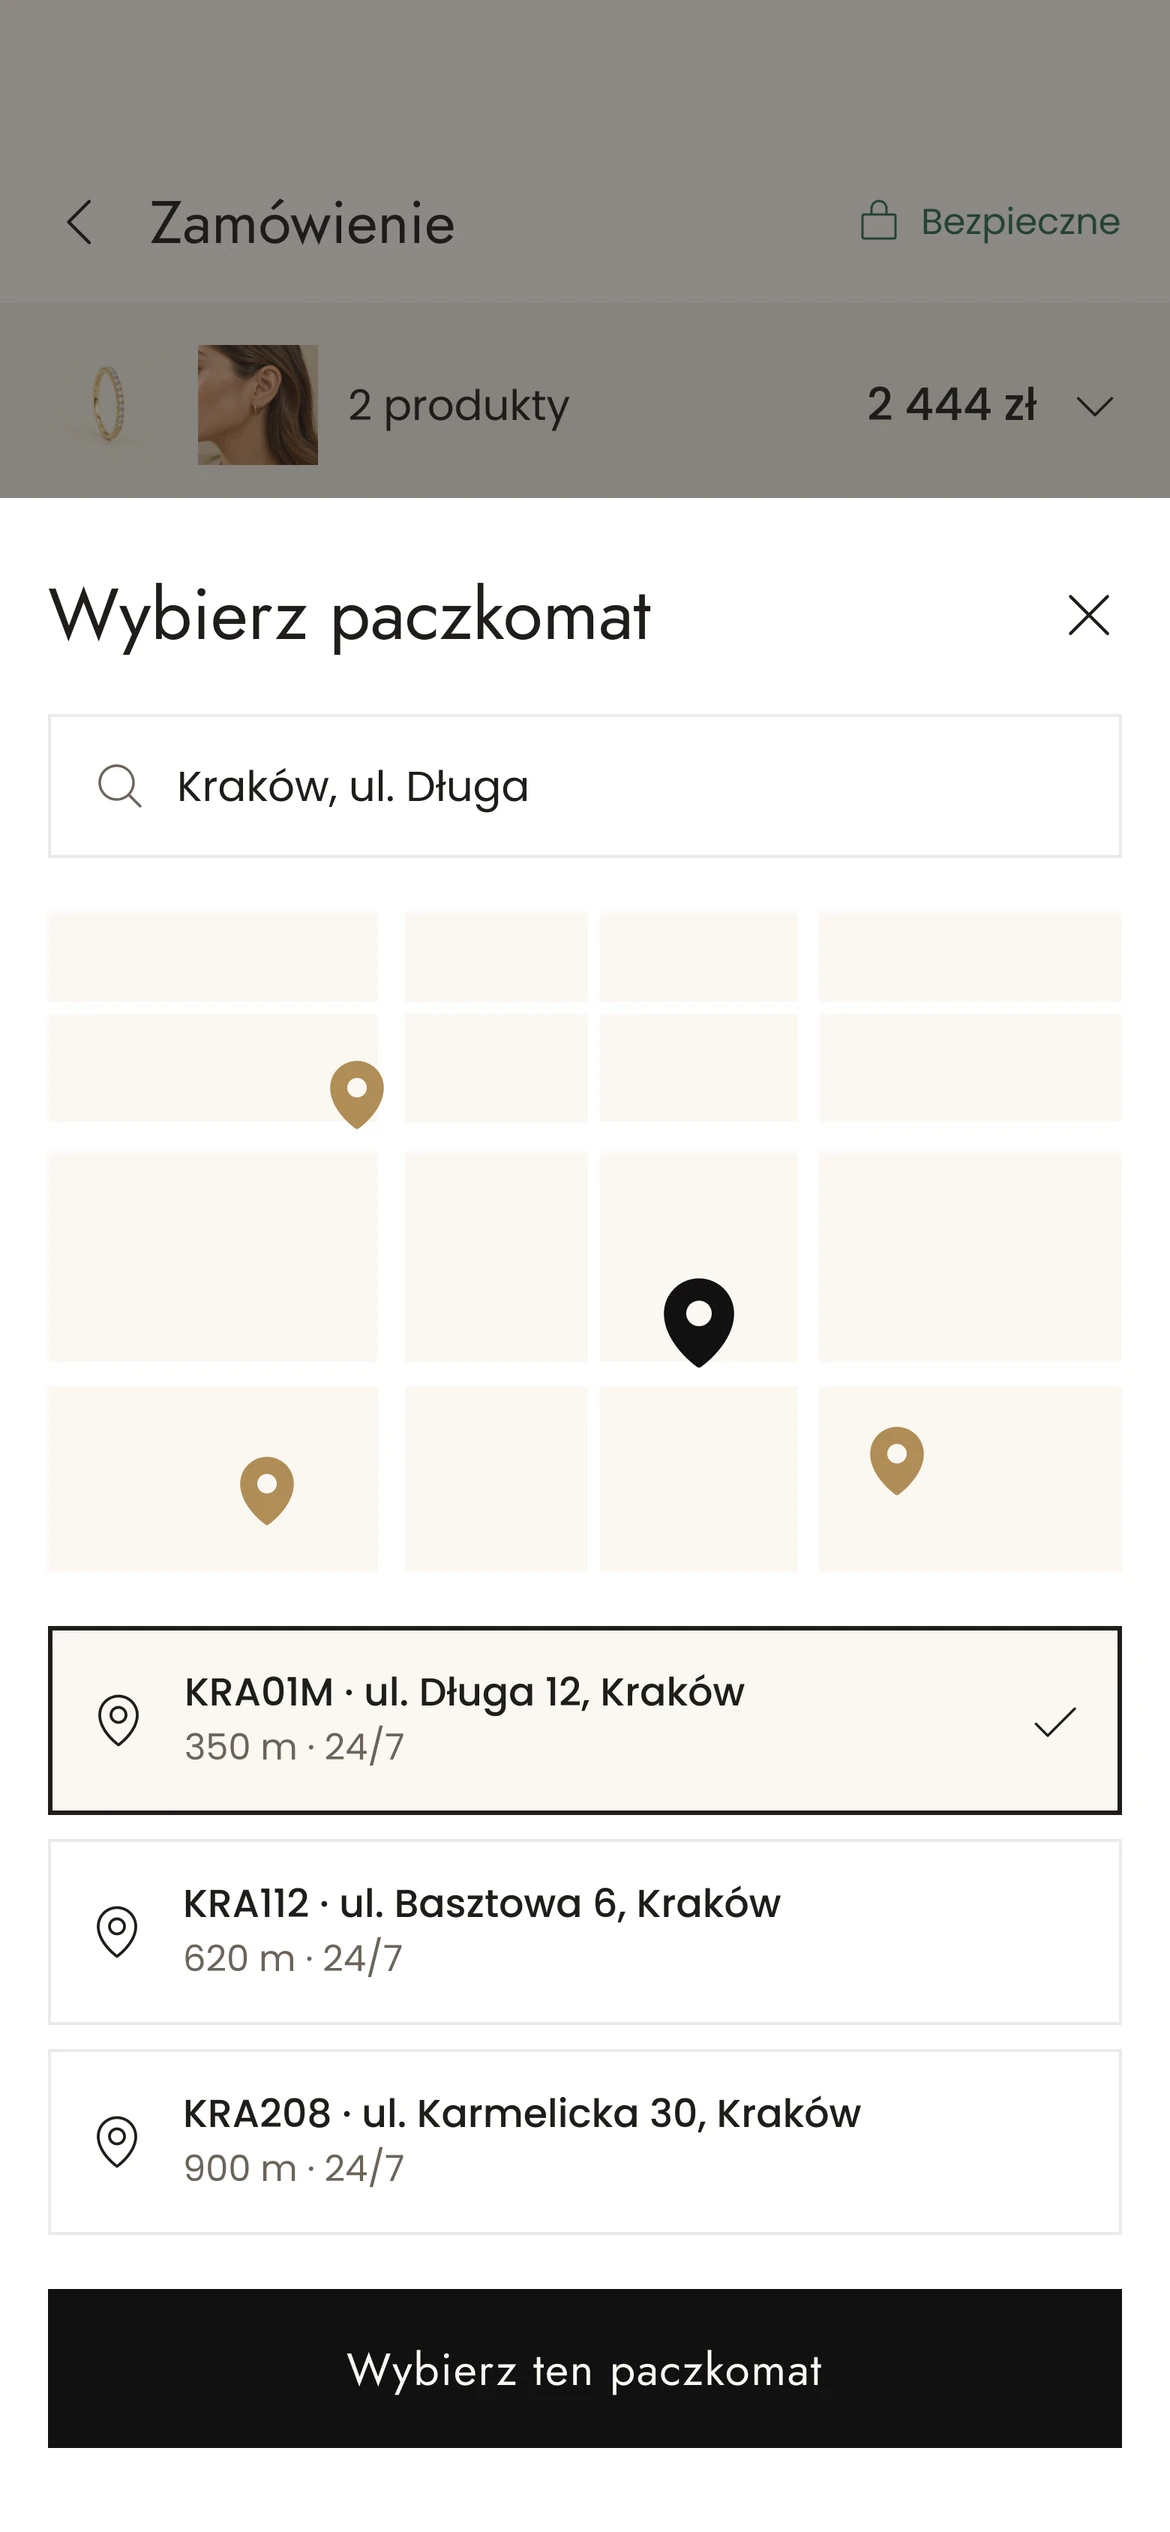 Zamówienie
Bezpieczne
2 produkty
2 444 zł
Wybierz paczkomat
Kraków, ul. Długa
KRA01M · ul. Długa 12, Kraków
350 m · 24/7
KRA112 · ul. Basztowa 6, Kraków
620 m · 24/7
KRA208 · ul. Karmelicka 30, Kraków
900 m · 24/7
Wybierz ten paczkomat